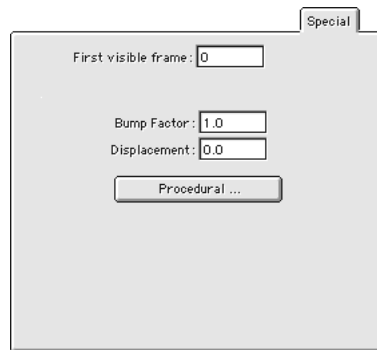 Special
First visible frame: 0
Bump Factor: 1.0
Displacement: 0.0
Procedural ...